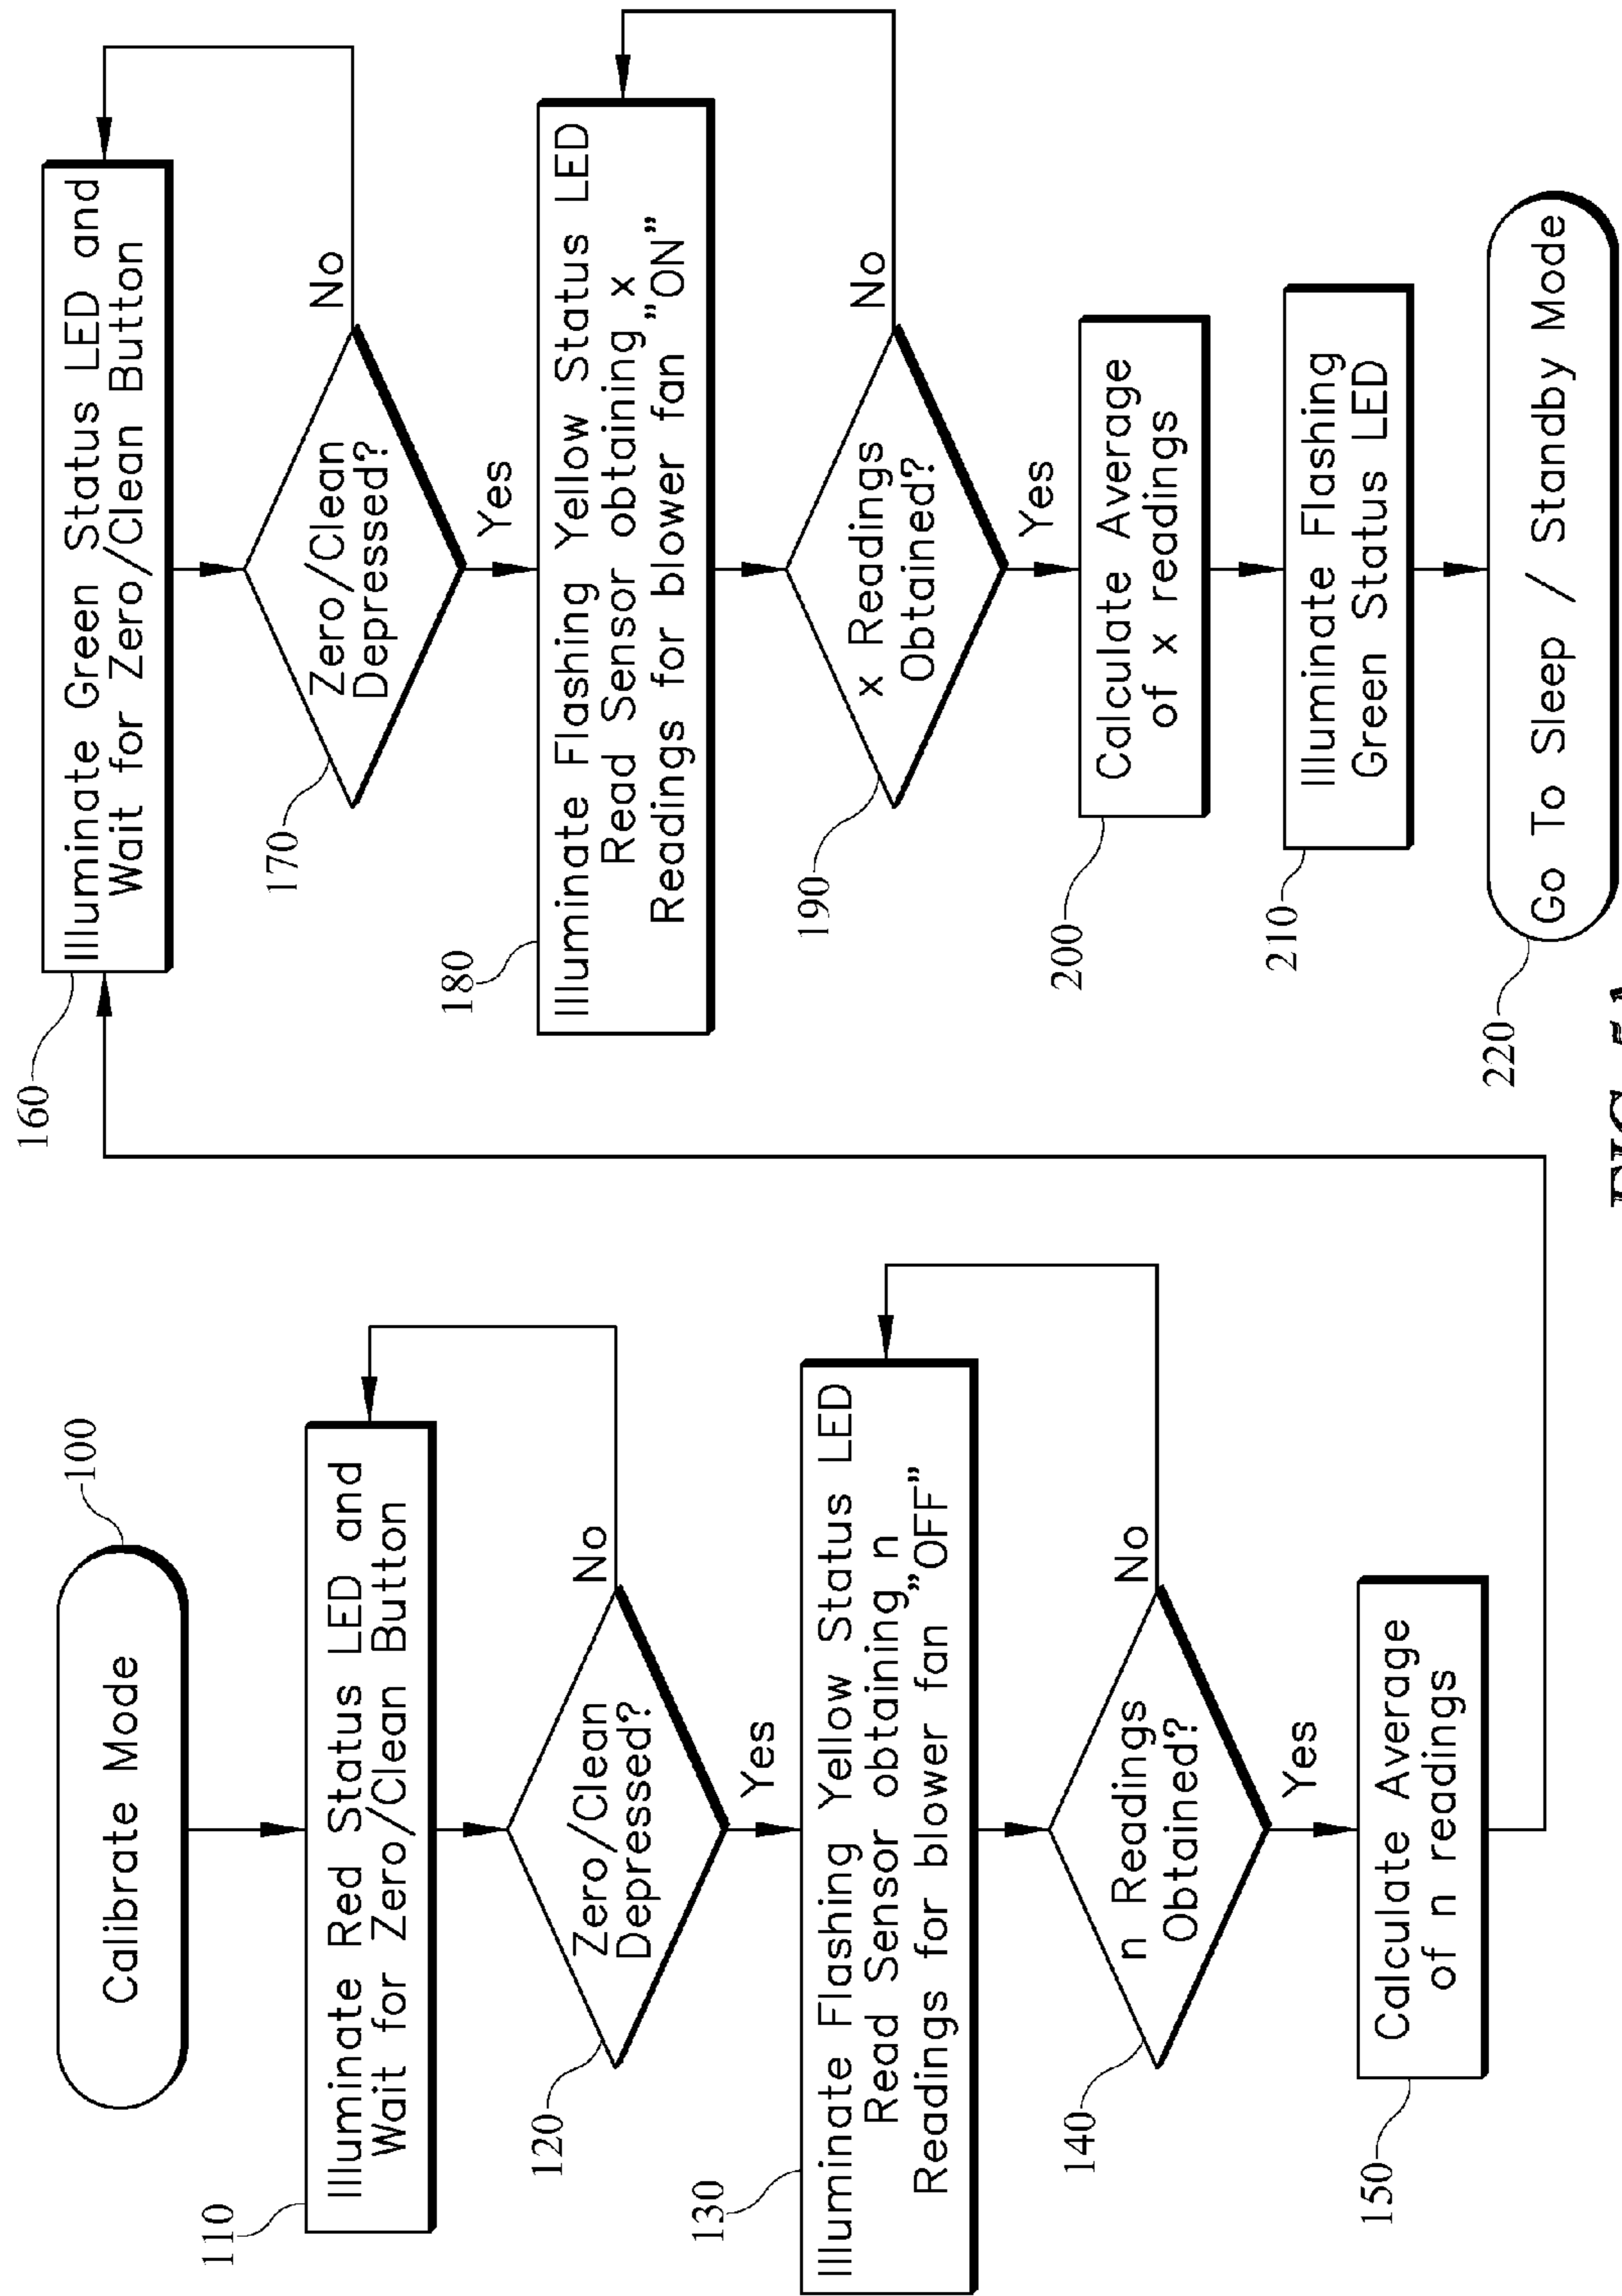 100
Calibrate Mode
110
Illuminate Red Status LED and
Wait for Zero/Clean Button
120
Zero/Clean
Depressed?
No
Yes
130
Illuminate Flashing Yellow Status LED
Read Sensor obtaining n
Readings for blower fan "OFF"
140
n Readings
Obtained?
No
Yes
150
Calculate Average
of n readings
160
Illuminate Green Status LED and
Wait for Zero/Clean Button
170
Zero/Clean
Depressed?
No
Yes
180
Illuminate Flashing Yellow Status LED
Read Sensor obtaining x
Readings for blower fan "ON"
190
x Readings
Obtained?
No
Yes
200
Calculate Average
of x readings
210
Illuminate Flashing
Green Status LED
220
Go To Sleep / Standby Mode